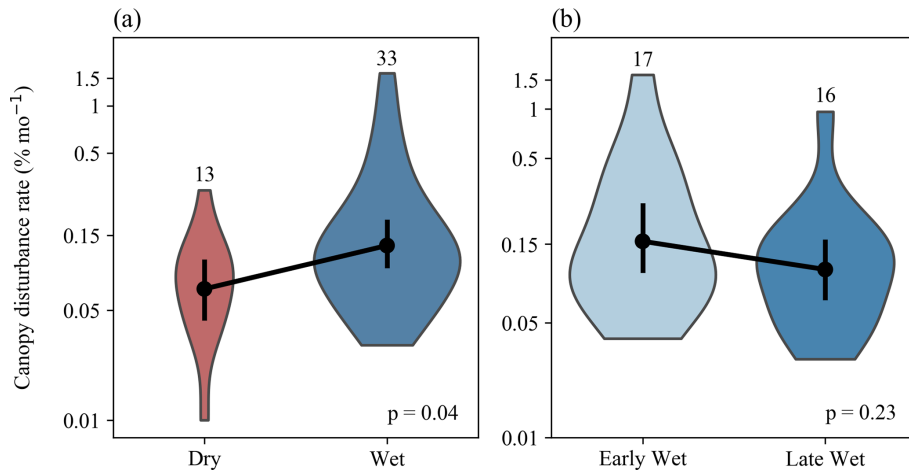 (a)
(b)
Canopy disturbance rate (% mo⁻¹)
1.5
1
0.5
0.15
0.05
0.01
13
33
p = 0.04
Dry
Wet
1.5
1
0.5
0.15
0.05
0.01
17
16
p = 0.23
Early Wet
Late Wet